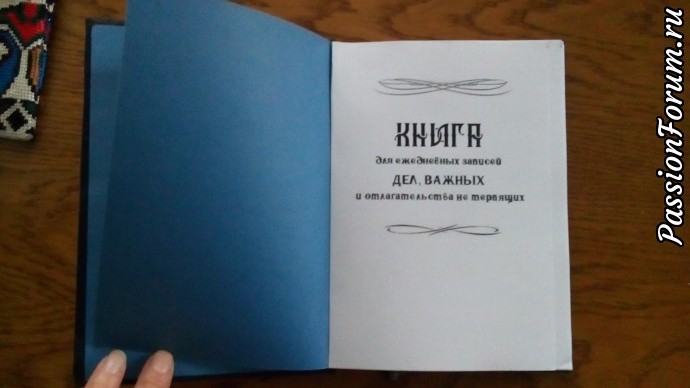 КНИГА
для ежедневных записей
ДЕЛ, ВАЖНЫХ
и отлагательства не терпящих
PassionForum.ru